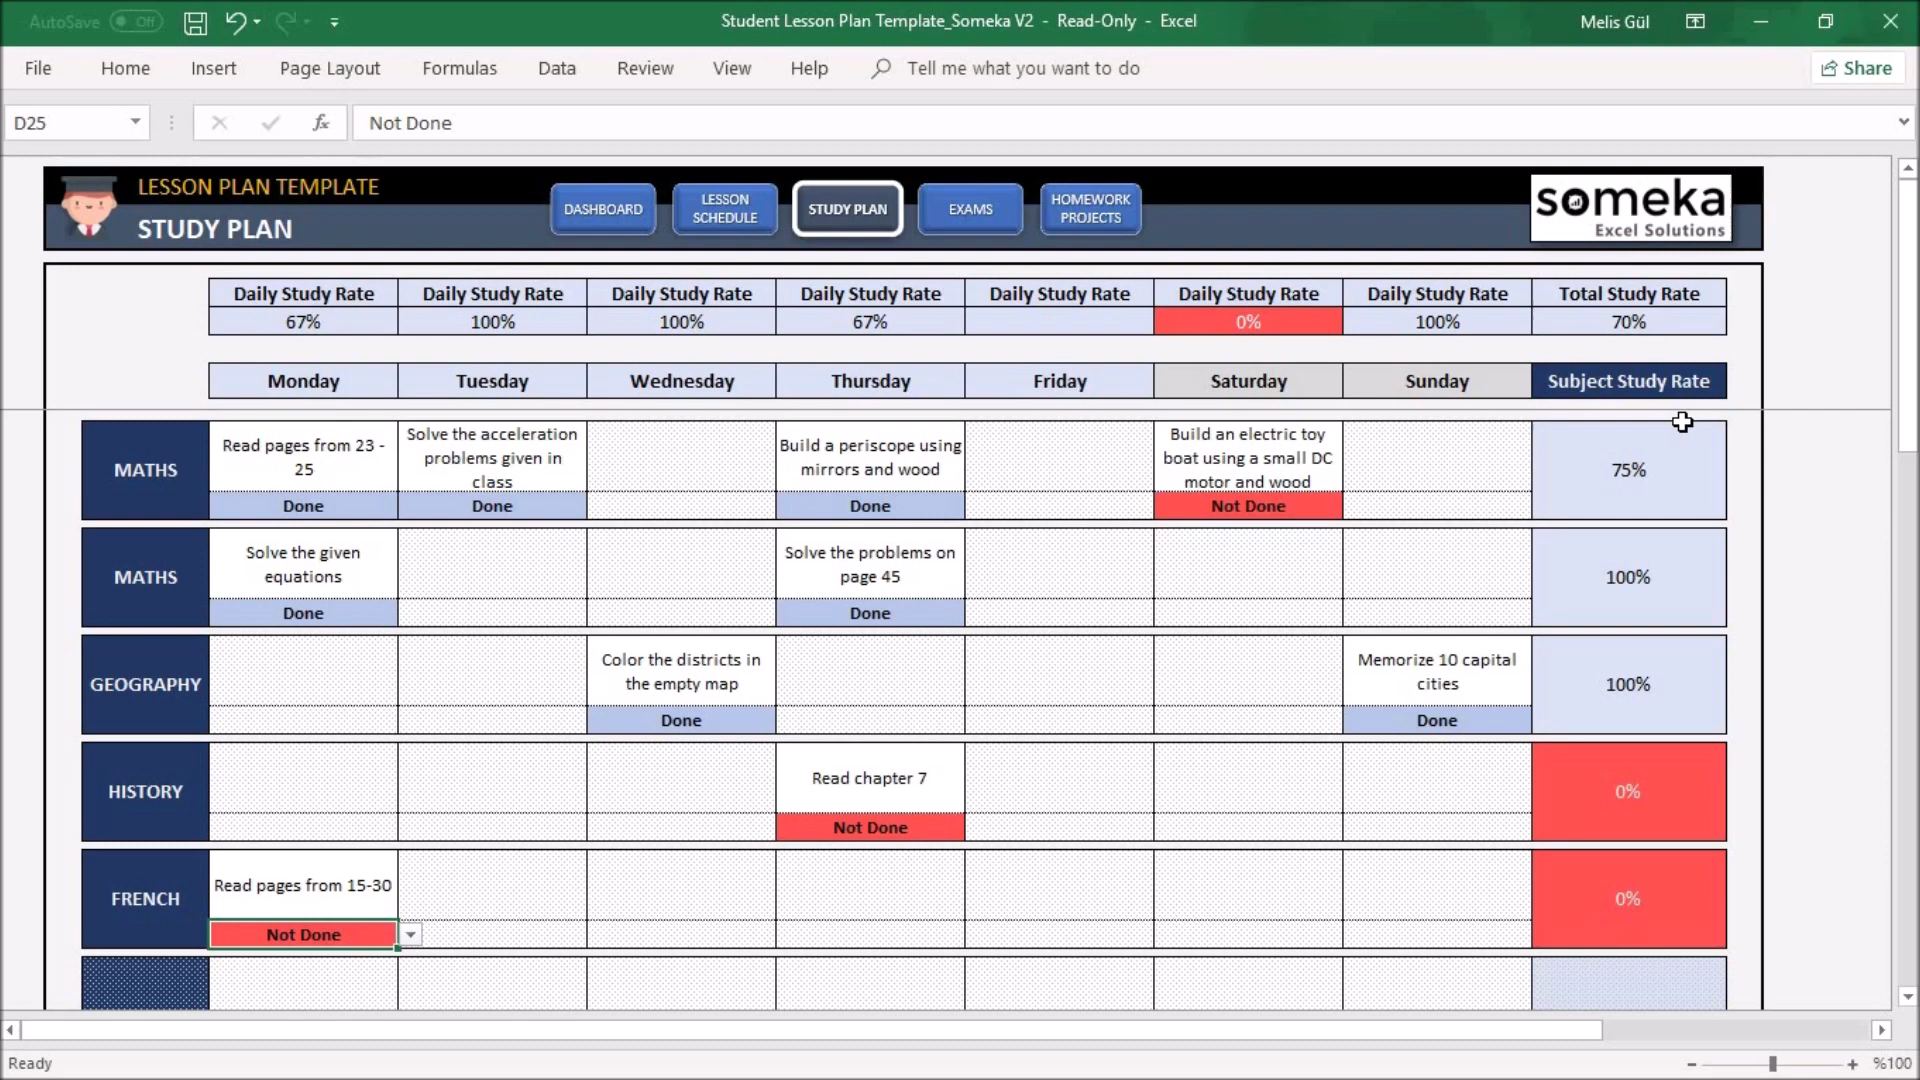 AutoSave Off Student Lesson Plan Template_Someka V2 - Read-Only - Excel Melis Gül
File Home Insert Page Layout Formulas Data Review View Help Tell me what you want to do Share
D25 fx Not Done
LESSON PLAN TEMPLATE
STUDY PLAN
DASHBOARD
LESSON
SCHEDULE
STUDY PLAN
EXAMS
HOMEWORK
PROJECTS
someka
Excel Solutions
Daily Study Rate Daily Study Rate Daily Study Rate Daily Study Rate Daily Study Rate Daily Study Rate Daily Study Rate Total Study Rate
67% 100% 100% 67% 0% 100% 70%
Monday Tuesday Wednesday Thursday Friday Saturday Sunday Subject Study Rate
MATHS
Read pages from 23 -
25
Done
Solve the acceleration
problems given in
class
Done
Build a periscope using
mirrors and wood
Done
Build an electric toy
boat using a small DC
motor and wood
Not Done
75%
MATHS
Solve the given
equations
Done
Solve the problems on
page 45
Done
100%
GEOGRAPHY
Color the districts in
the empty map
Done
Memorize 10 capital
cities
Done
100%
HISTORY
Read chapter 7
Not Done
0%
FRENCH
Read pages from 15-30
Not Done
0%
Ready %100